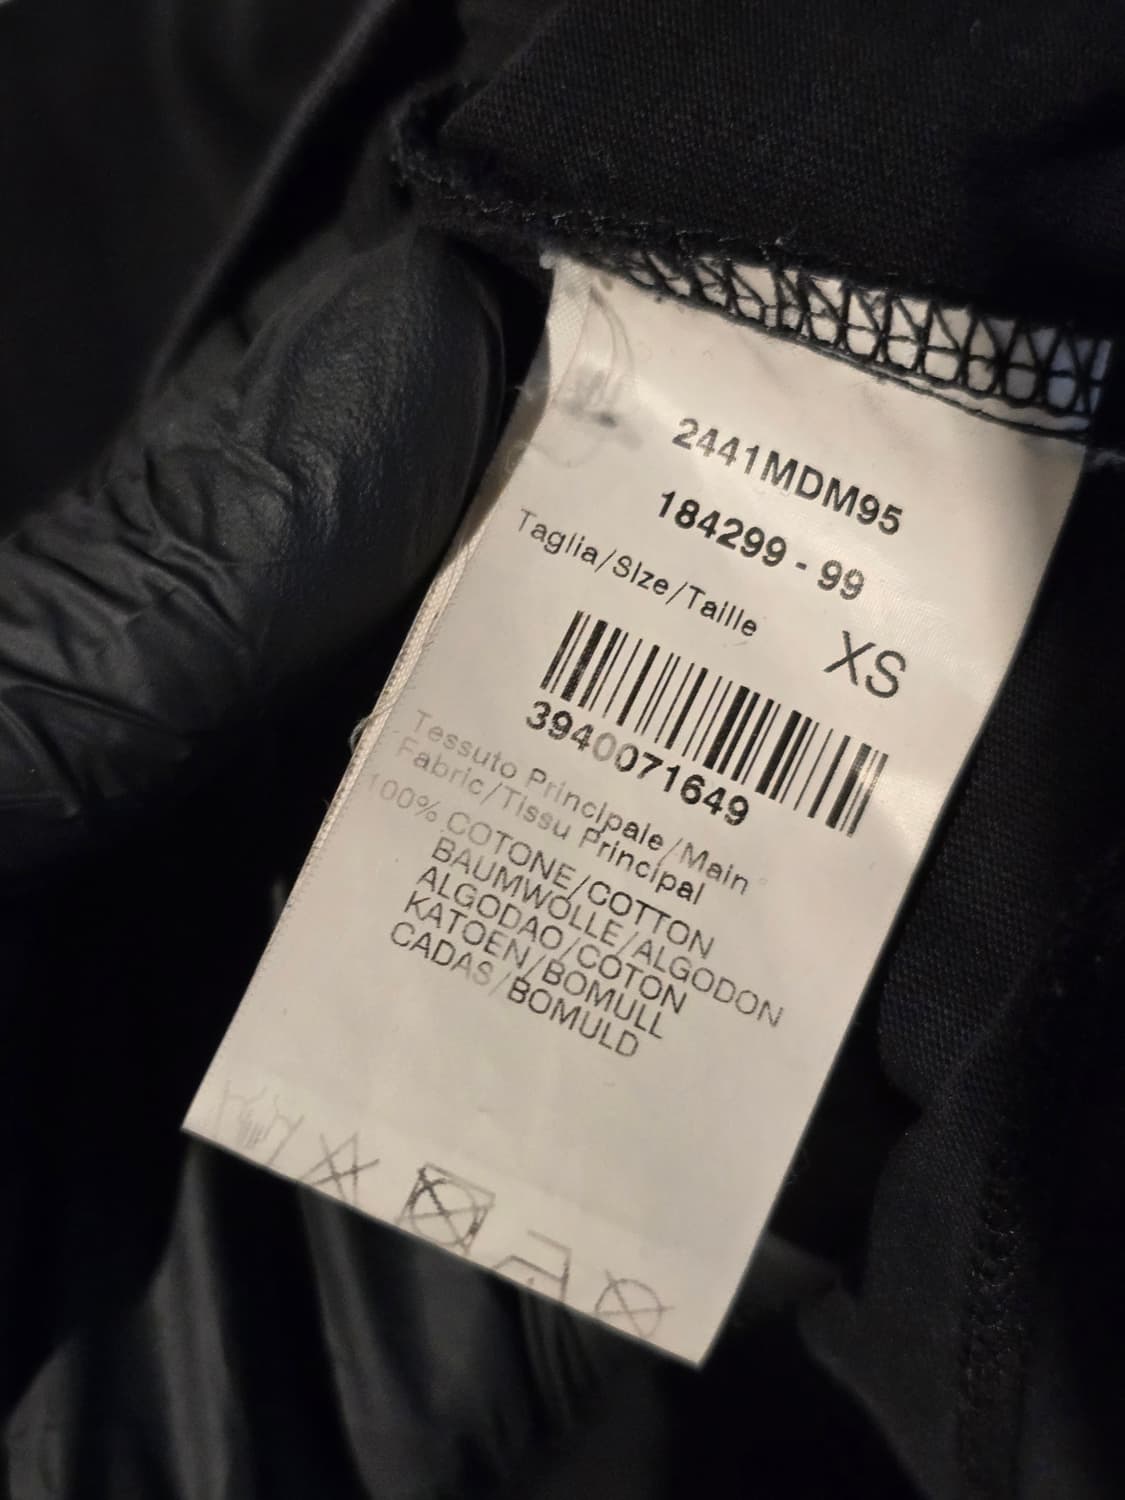 2441MDM95
184299 - 99
Taglia/SIze/Taille XS
3940071649
Tessuto Principale/Main
Fabric/Tissu Principal
100% COTONE/COTTON
BAUMWOLLE/ALGODON
ALGODAO/COTON
KATOEN/BOMULL
CADAS/BOMULD